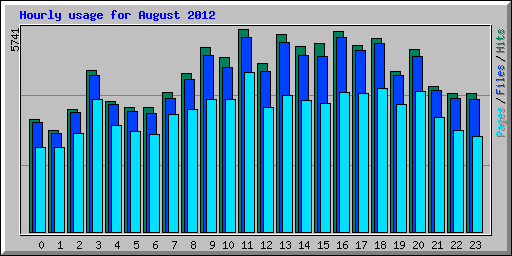 Hourly usage for August 2012
5741
Pages / Files / Hits
0 1 2 3 4 5 6 7 8 9 10 11 12 13 14 15 16 17 18 19 20 21 22 23